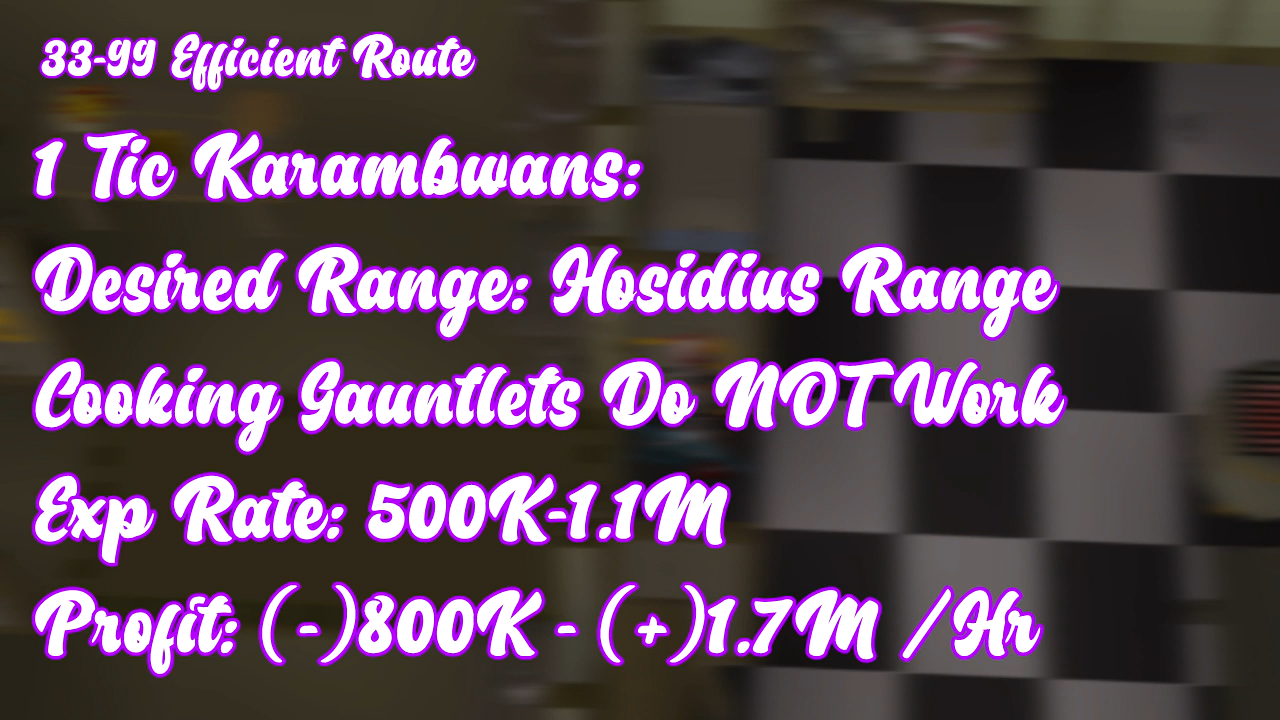 33-99 Efficient Route
1 Tic Karambwans:
Desired Range: Hosidius Range
Cooking Gauntlets Do NOT Work
Exp Rate: 500K-1.1M
Profit: (-)800K - (+)1.7M /Hr